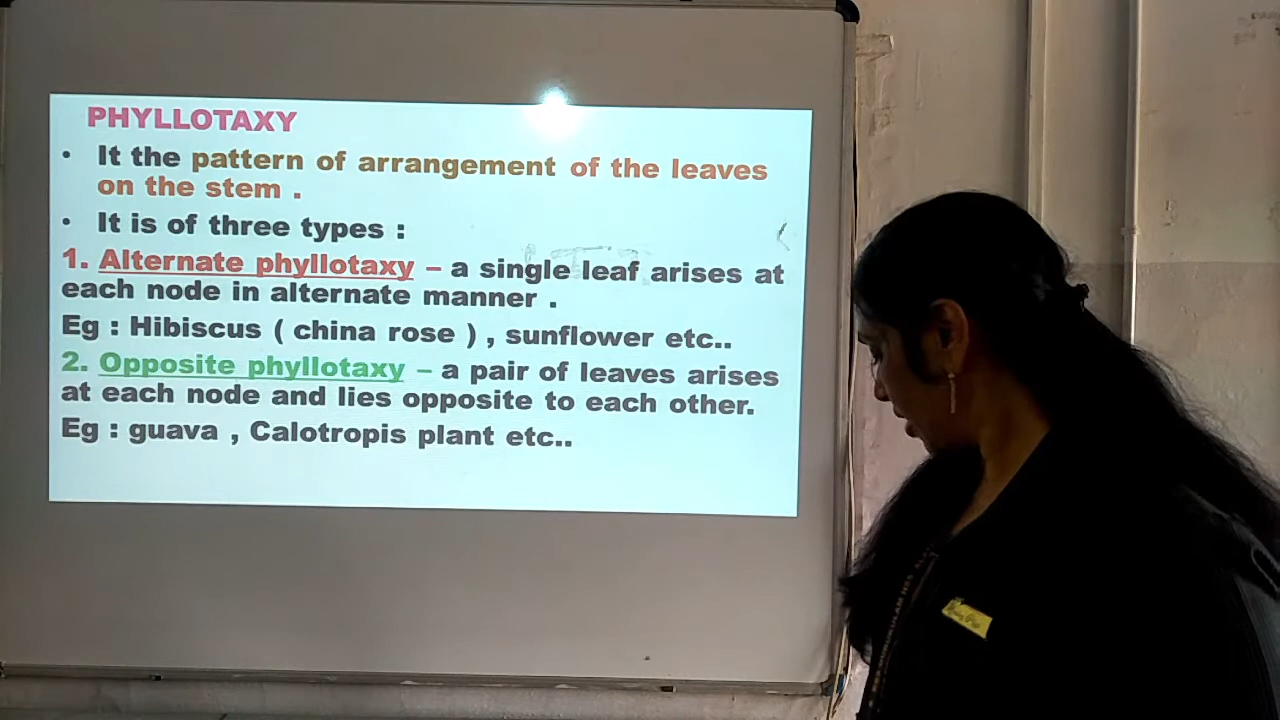 PHYLLOTAXY
• It the pattern of arrangement of the leaves
on the stem .
• It is of three types :
1. Alternate phyllotaxy – a single leaf arises at
each node in alternate manner .
Eg : Hibiscus ( china rose ) , sunflower etc..
2. Opposite phyllotaxy – a pair of leaves arises
at each node and lies opposite to each other.
Eg : guava , Calotropis plant etc..